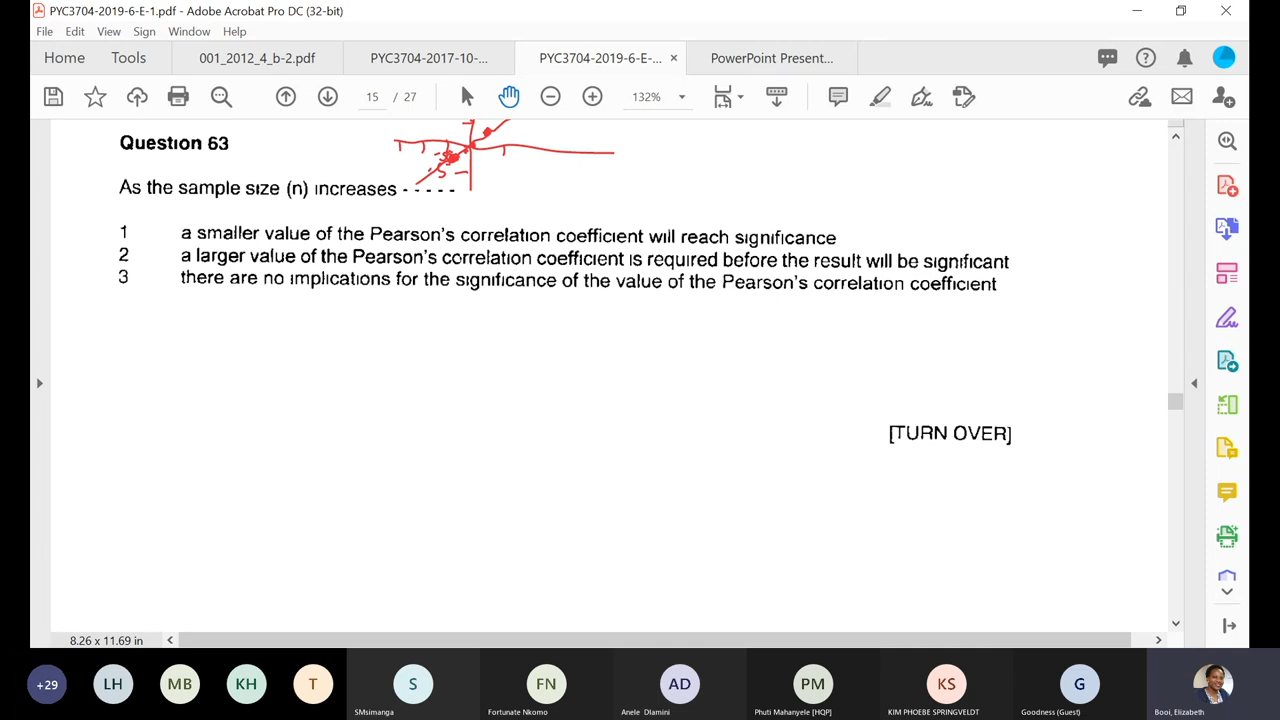 PYC3704-2019-6-E-1.pdf - Adobe Acrobat Pro DC (32-bit)
File Edit View Sign Window Help
Home Tools 001_2012_4_b-2.pdf PYC3704-2017-10-... PYC3704-2019-6-E-... × PowerPoint Present...
15 / 27 132%
Question 63
As the sample size (n) increases - - - - -
1 a smaller value of the Pearson's correlation coefficient will reach significance
2 a larger value of the Pearson's correlation coefficient is required before the result will be significant
3 there are no implications for the significance of the value of the Pearson's correlation coefficient
[TURN OVER]
8.26 x 11.69 in
+29 LH MB KH T S FN AD PM KS G
SMsimanga Fortunate Nkomo Anele Dlamini Phuti Mahanyele [HQP] KIM PHOEBE SPRINGVELDT Goodness (Guest) Booi, Elizabeth